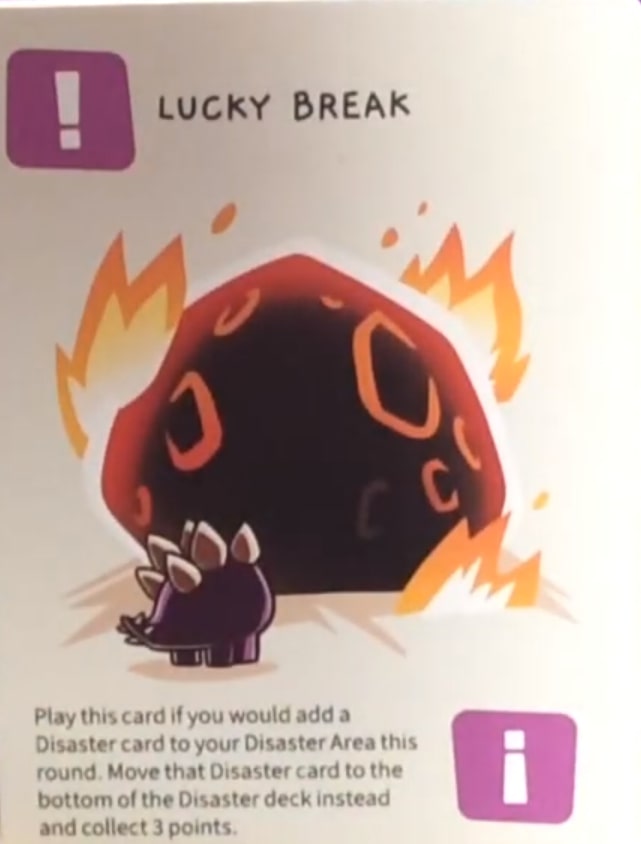 !
LUCKY BREAK
Play this card if you would add a
Disaster card to your Disaster Area this
round. Move that Disaster card to the
bottom of the Disaster deck instead
and collect 3 points.
i